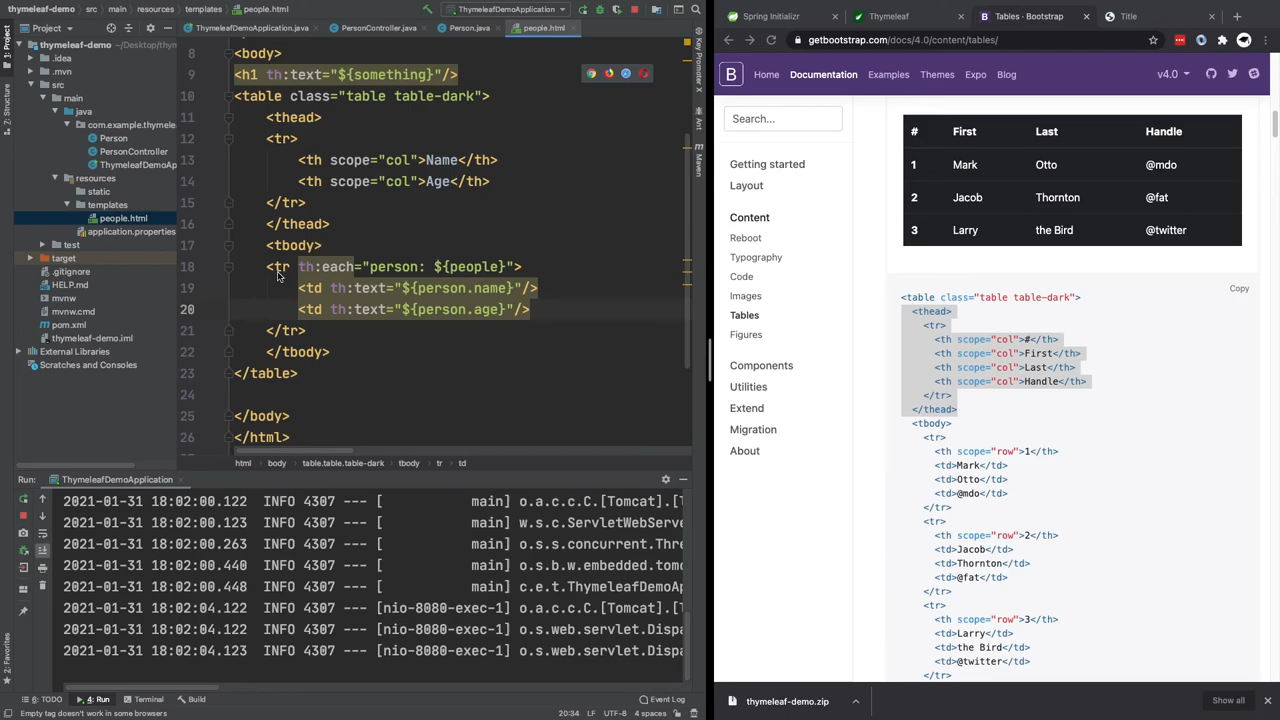 thymeleaf-demo
src
main
resources
templates
people.html
ThymeleafDemoApplication
Project
ThymeleafDemoApplication.java
PersonController.java
Person.java
people.html
1: Project
2: Structure
2: Favorites
Key Promoter X
Ant
Maven
thymeleaf-demo ~/Desktop/thy
.idea
.mvn
src
main
java
com.example.thymele
Person
PersonController
ThymeleafDemoAp
resources
static
templates
people.html
application.properties
test
target
.gitignore
HELP.md
mvnw
mvnw.cmd
pom.xml
thymeleaf-demo.iml
External Libraries
Scratches and Consoles
8 <body>
9 <h1 th:text="${something}"/>
10 <table class="table table-dark">
11 <thead>
12 <tr>
13 <th scope="col">Name</th>
14 <th scope="col">Age</th>
15 </tr>
16 </thead>
17 <tbody>
18 <tr th:each="person: ${people}">
19 <td th:text="${person.name}"/>
20 <td th:text="${person.age}"/>
21 </tr>
22 </tbody>
23 </table>
24
25 </body>
26 </html>
html
body
table.table.table-dark
tbody
tr
td
Run:
ThymeleafDemoApplication
2021-01-31 18:02:00.122 INFO 4307 --- [ main] o.a.c.c.C.[Tomcat].[
2021-01-31 18:02:00.123 INFO 4307 --- [ main] w.s.c.ServletWebServe
2021-01-31 18:02:00.263 INFO 4307 --- [ main] o.s.s.concurrent.Thre
2021-01-31 18:02:00.440 INFO 4307 --- [ main] o.s.b.w.embedded.tomc
2021-01-31 18:02:00.448 INFO 4307 --- [ main] c.e.t.ThymeleafDemoAp
2021-01-31 18:02:04.122 INFO 4307 --- [nio-8080-exec-1] o.a.c.c.C.[Tomcat].[
2021-01-31 18:02:04.122 INFO 4307 --- [nio-8080-exec-1] o.s.web.servlet.Dispa
2021-01-31 18:02:04.123 INFO 4307 --- [nio-8080-exec-1] o.s.web.servlet.Dispa
6: TODO
4: Run
Terminal
Build
Event Log
Empty tag doesn't work in some browsers
20:34 LF UTF-8 4 spaces
Spring Initializr
Thymeleaf
Tables · Bootstrap
Title
getbootstrap.com/docs/4.0/content/tables/
B
Home Documentation Examples Themes Expo Blog
v4.0
Search...
Getting started
Layout
Content
Reboot
Typography
Code
Images
Tables
Figures
Components
Utilities
Extend
Migration
About
# First Last Handle
1 Mark Otto @mdo
2 Jacob Thornton @fat
3 Larry the Bird @twitter
Copy
<table class="table table-dark">
<thead>
<tr>
<th scope="col">#</th>
<th scope="col">First</th>
<th scope="col">Last</th>
<th scope="col">Handle</th>
</tr>
</thead>
<tbody>
<tr>
<th scope="row">1</th>
<td>Mark</td>
<td>Otto</td>
<td>@mdo</td>
</tr>
<tr>
<th scope="row">2</th>
<td>Jacob</td>
<td>Thornton</td>
<td>@fat</td>
</tr>
<tr>
<th scope="row">3</th>
<td>Larry</td>
<td>the Bird</td>
<td>@twitter</td>
</tr>
thymeleaf-demo.zip
Show all